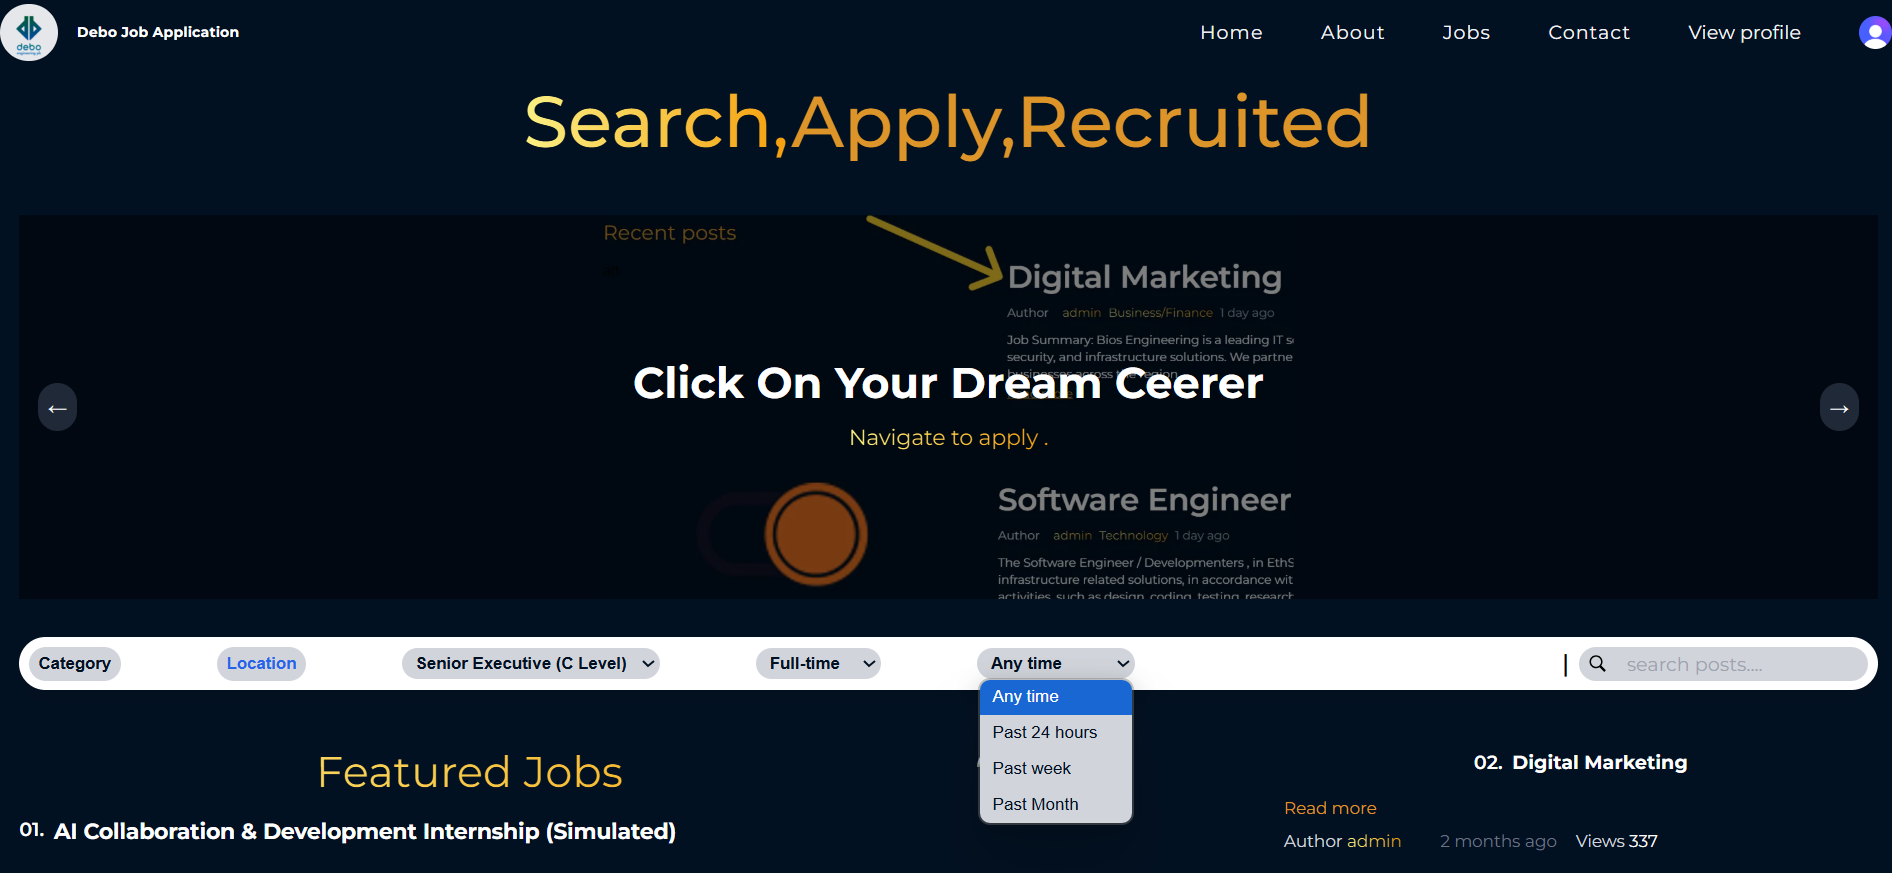 debo
Debo Job Application
Home
About
Jobs
Contact
View profile
Search,Apply,Recruited
Recent posts
Digital Marketing
Author admin Business/Finance 1 day ago
Job Summary: Bios Engineering is a leading IT
security, and infrastructure solutions. We partne
businesses across the region
Click On Your Dream Ceerer
Navigate to apply .
Software Engineer
Author admin Technology 1 day ago
The Software Engineer / Developmenters , in EthS
infrastructure related solutions, in accordance wit
activities, such as design, coding, testing, research
Category
Location
Senior Executive (C Level)
Full-time
Any time
|
search posts....
Any time
Past 24 hours
Past week
Past Month
Featured Jobs
01. AI Collaboration & Development Internship (Simulated)
02. Digital Marketing
Read more
Author admin 2 months ago Views 337